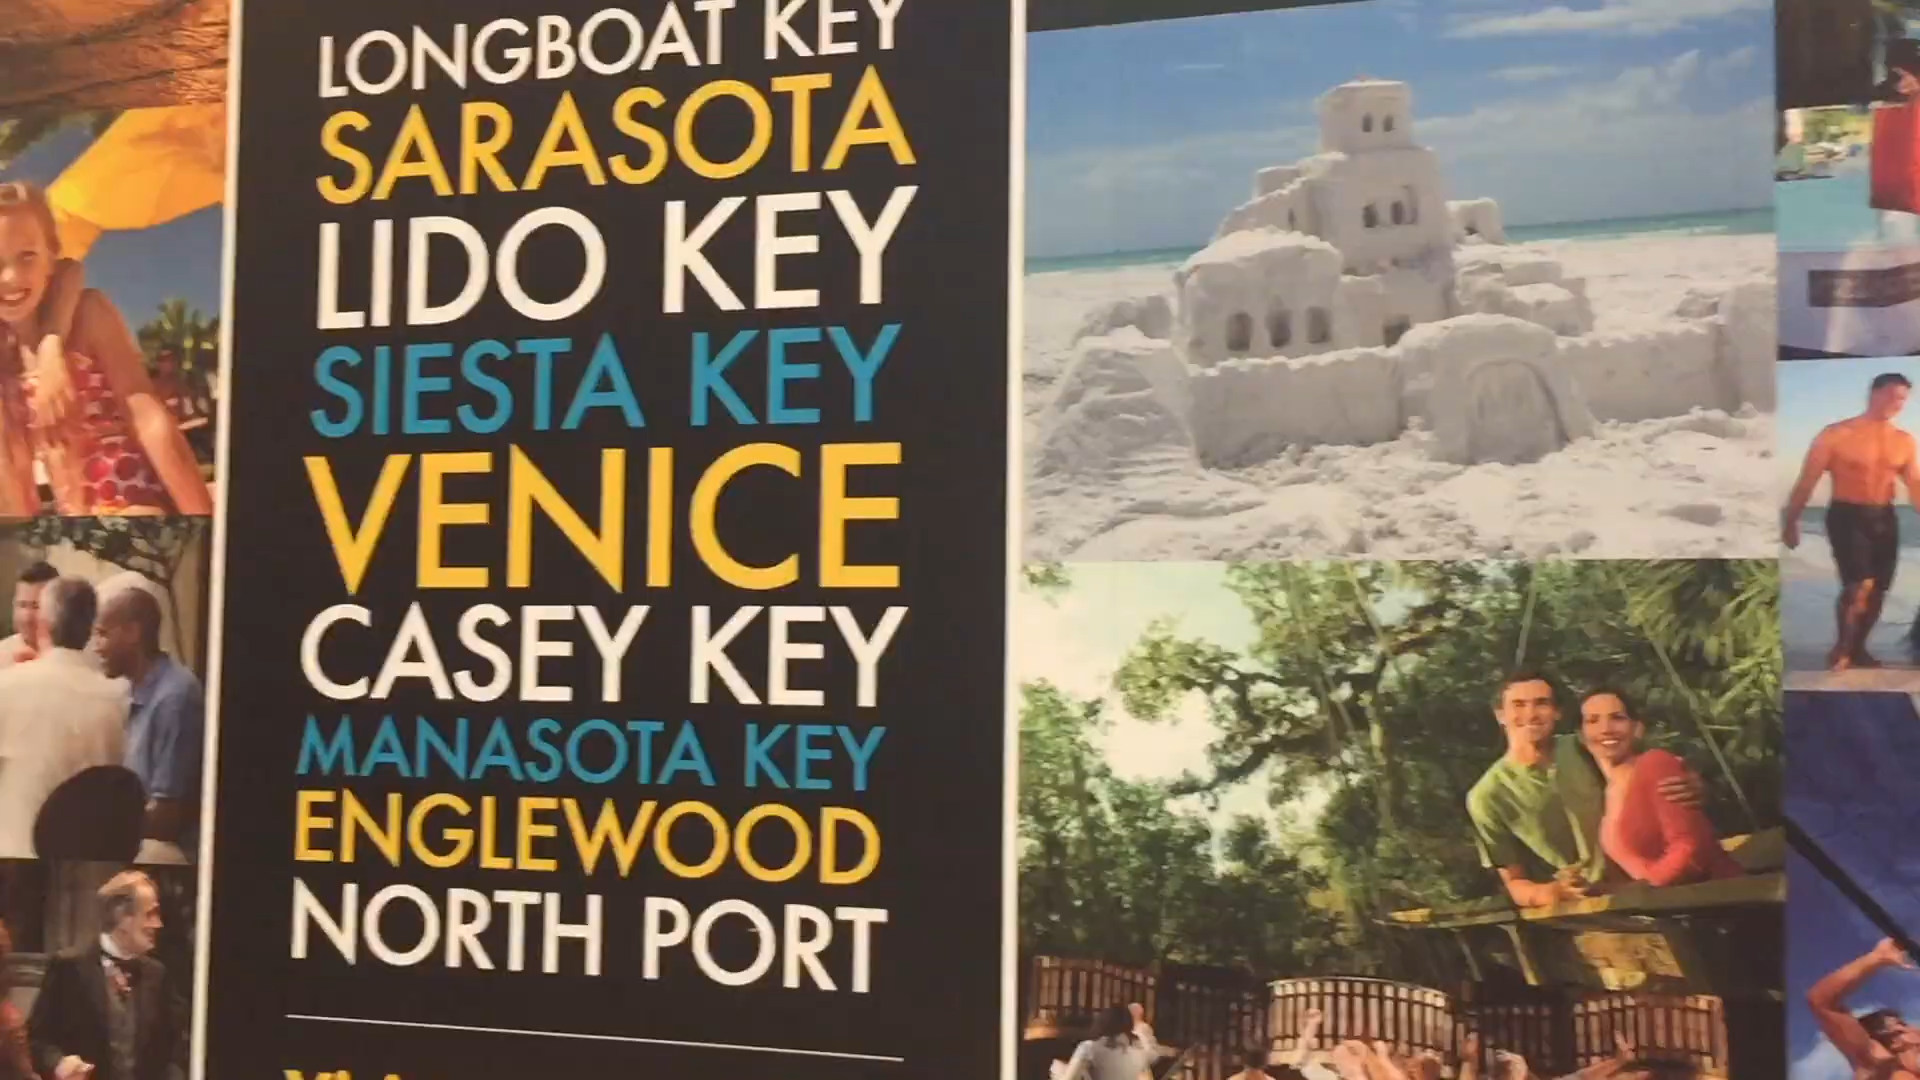 LONGBOAT KEY
SARASOTA
LIDO KEY
SIESTA KEY
VENICE
CASEY KEY
MANASOTA KEY
ENGLEWOOD
NORTH PORT